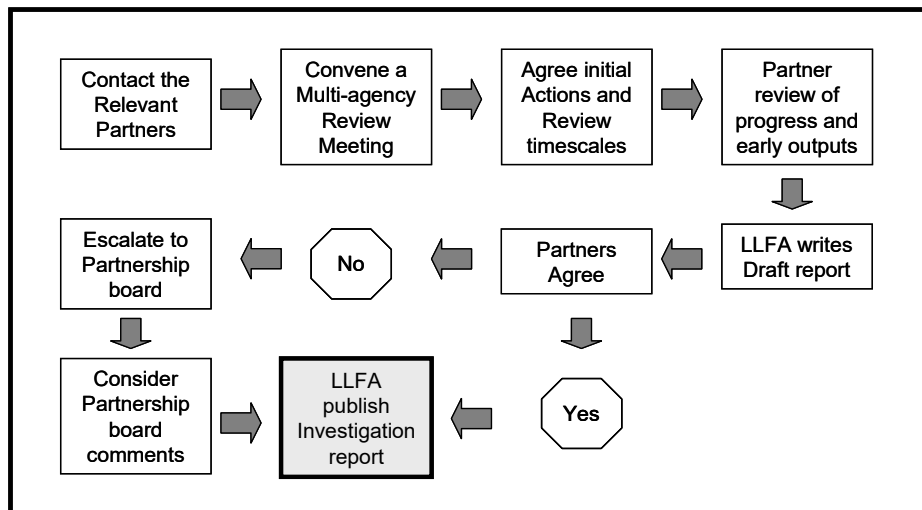 Contact the
Relevant
Partners
Convene a
Multi-agency
Review
Meeting
Agree initial
Actions and
Review
timescales
Partner
review of
progress and
early outputs
LLFA writes
Draft report
Partners
Agree
No
Escalate to
Partnership
board
Consider
Partnership
board
comments
Yes
LLFA
publish
Investigation
report